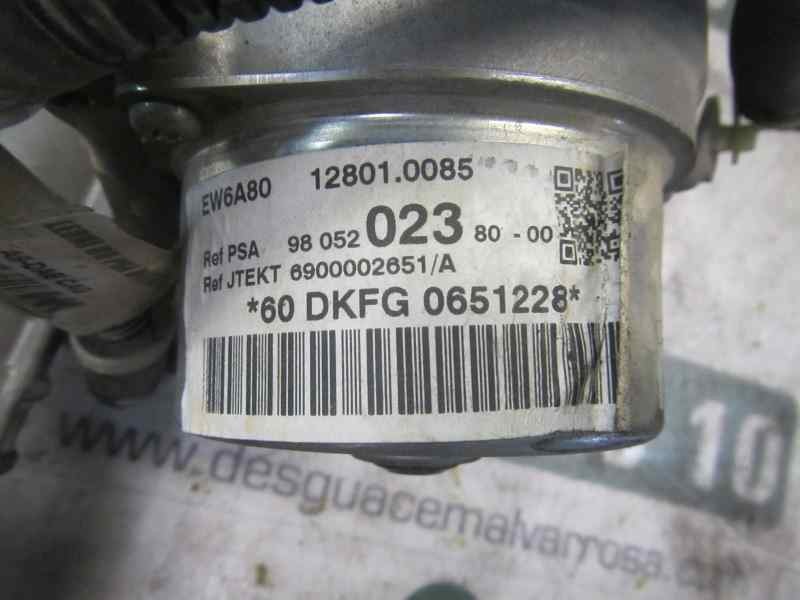 EW6A80 12801.0085
Ref PSA 98 052 023 80 - 00
Ref JTEKT 6900002651/A
*60 DKFG 0651228*
10
www.desguacemalvarrosa.com